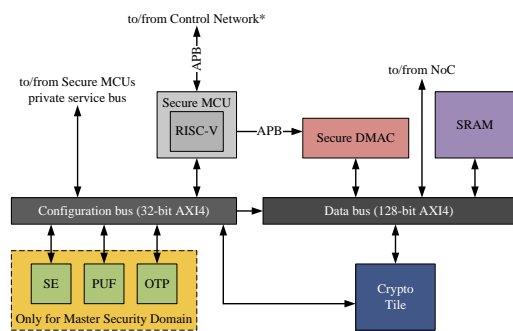 to/from Control Network*
APB
to/from Secure MCUs
private service bus
to/from NoC
Secure MCU
RISC-V
APB
Secure DMAC
SRAM
Configuration bus (32-bit AXI4)
Data bus (128-bit AXI4)
SE
PUF
OTP
Only for Master Security Domain
Crypto
Tile